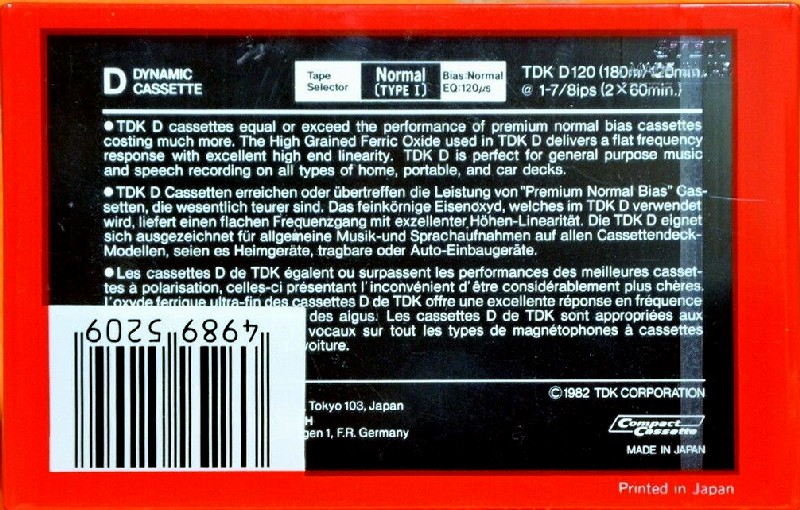 D DYNAMIC CASSETTE
Tape Selector
Normal (TYPE I)
Bias:Normal EQ:120µs
TDK D120 (180m/120min.
@ 1-7/8ips (2×60min.)
●TDK D cassettes equal or exceed the performance of premium normal bias cassettes
costing much more. The High Grained Ferric Oxide used in TDK D delivers a flat frequency
response with excellent high end linearity. TDK D is perfect for general purpose music
and speech recording on all types of home, portable, and car decks.
●TDK D Cassetten erreichen oder übertreffen die Leistung von "Premium Normal Bias" Cas-
setten, die wesentlich teurer sind. Das feinkörnige Eisenoxyd, welches im TDK D verwendet
wird, liefert einen flachen Frequenzgang mit exzellenter Höhen-Linearität. Die TDK D eignet
sich ausgezeichnet für allgemeine Musik-und Sprachaufnahmen auf allen Cassettendeck-
Modellen, seien es Heimgeräte, tragbare oder Auto-Einbaugeräte.
●Les cassettes D de TDK égalent ou surpassent les performances des meilleures casset-
tes à polarisation, celles-ci présentant l'inconvénient d'être considérablement plus chères.
L'oxyde ferrique ultra-fin des cassettes D de TDK offre une excellente réponse en fréquence
des algus. Les cassettes D de TDK sont appropriées aux
vocaux sur tout les types de magnétophones à cassettes
voiture.
4989 5209
©1982 TDK CORPORATION
Tokyo 103, Japan
H
gen 1, F.R. Germany
Compact Cassette
MADE IN JAPAN
Printed in Japan